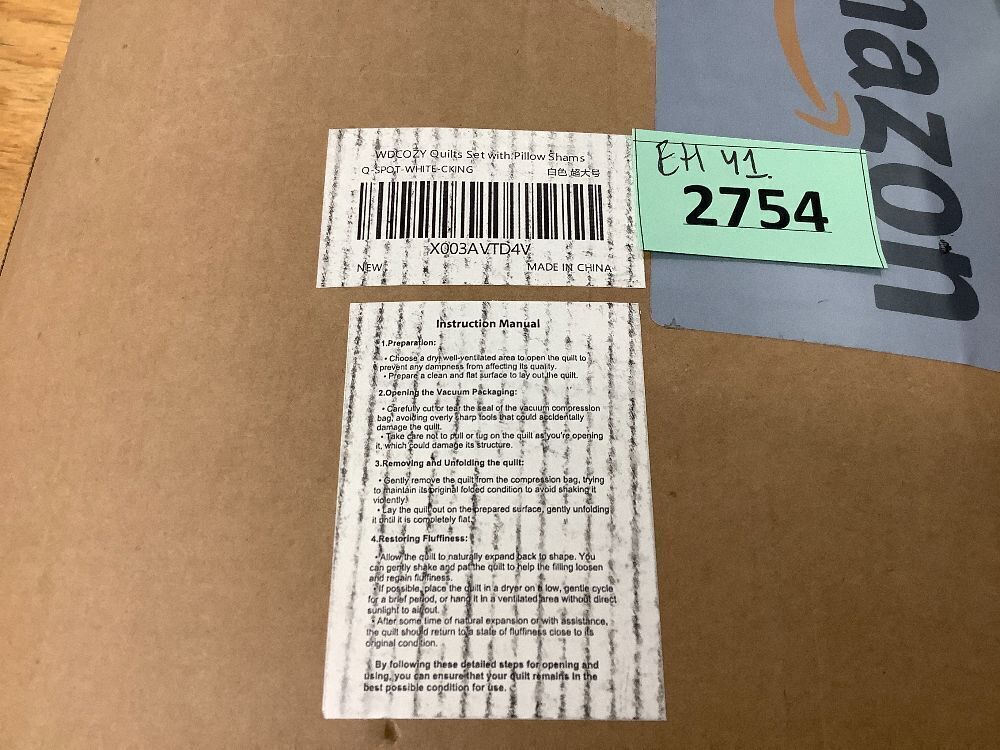 amazon
EH 41.
2754
WDCOZY Quilts Set with Pillow Shams
Q-SPOT-WHITE-CKING 白色 超大号
X003AVTD4V
NEW MADE IN CHINA
Instruction Manual
1.Preparation:
• Choose a dry, well-ventilated area to open the quilt to
prevent any dampness from affecting its quality.
• Prepare a clean and flat surface to lay out the quilt.
2.Opening the Vacuum Packaging:
• Carefully cut or tear the seal of the vacuum compression
bag, avoiding overly sharp tools that could accidentally
damage the quilt.
• Take care not to pull or tug on the quilt as you're opening
it, which could damage its structure.
3.Removing and Unfolding the quilt:
• Gently remove the quilt from the compression bag, trying
to maintain its original folded condition to avoid shaking it
violently.
• Lay the quilt out on the prepared surface, gently unfolding
it until it is completely flat.
4.Restoring Fluffiness:
• Allow the quilt to naturally expand back to shape. You
can gently shake and pat the quilt to help the filling loosen
and regain fluffiness.
• If possible, place the quilt in a dryer on a low, gentle cycle
for a brief period, or hang it in a ventilated area without direct
sunlight to air out.
• After some time of natural expansion or with assistance,
the quilt should return to a state of fluffiness close to its
original condition.
By following these detailed steps for opening and
using, you can ensure that your quilt remains in the
best possible condition for use.